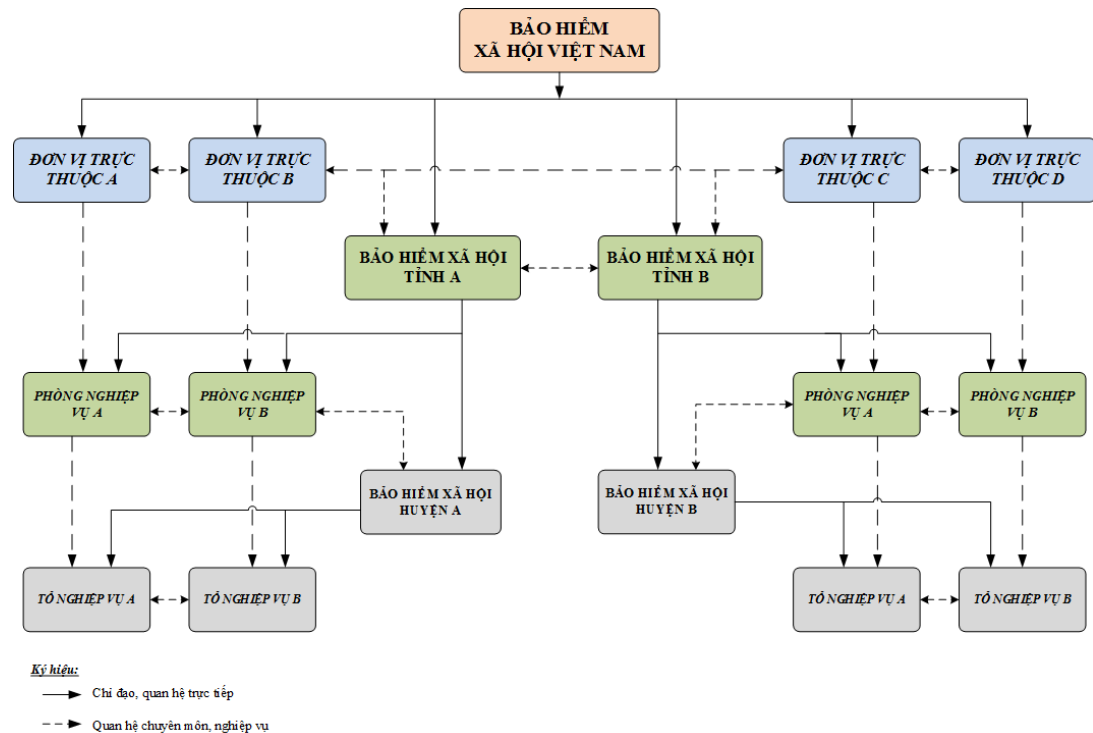 BẢO HIỂM
XÃ HỘI VIỆT NAM
ĐƠN VỊ TRỰC
THUỘC A
ĐƠN VỊ TRỰC
THUỘC B
ĐƠN VỊ TRỰC
THUỘC C
ĐƠN VỊ TRỰC
THUỘC D
BẢO HIỂM XÃ HỘI
TỈNH A
BẢO HIỂM XÃ HỘI
TỈNH B
PHÒNG NGHIỆP
VỤ A
PHÒNG NGHIỆP
VỤ B
PHÒNG NGHIỆP
VỤ A
PHÒNG NGHIỆP
VỤ B
BẢO HIỂM XÃ HỘI
HUYỆN A
BẢO HIỂM XÃ HỘI
HUYỆN B
TỔ NGHIỆP VỤ A
TỔ NGHIỆP VỤ B
TỔ NGHIỆP VỤ A
TỔ NGHIỆP VỤ B
Ký hiệu:
Chỉ đạo, quan hệ trực tiếp
Quan hệ chuyên môn, nghiệp vụ